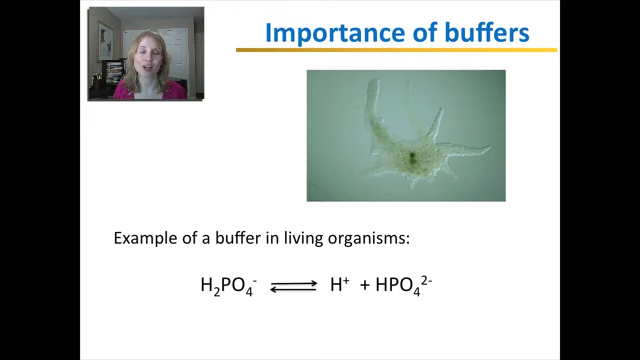 Importance of buffers
Example of a buffer in living organisms:
H₂PO₄⁻ ⇌ H⁺ + HPO₄²⁻